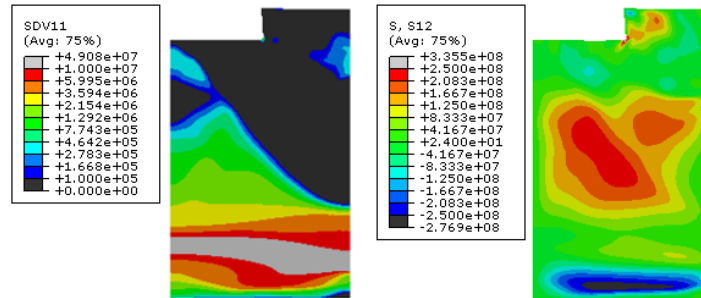 SDV11
(Avg: 75%)
+4.908e+07
+1.000e+07
+5.995e+06
+3.594e+06
+2.154e+06
+1.292e+06
+7.743e+05
+4.642e+05
+2.783e+05
+1.668e+05
+1.000e+05
+0.000e+00
S, S12
(Avg: 75%)
+3.355e+08
+2.500e+08
+2.083e+08
+1.667e+08
+1.250e+08
+8.333e+07
+4.167e+07
+2.400e+01
-4.167e+07
-8.333e+07
-1.250e+08
-1.667e+08
-2.083e+08
-2.500e+08
-2.769e+08